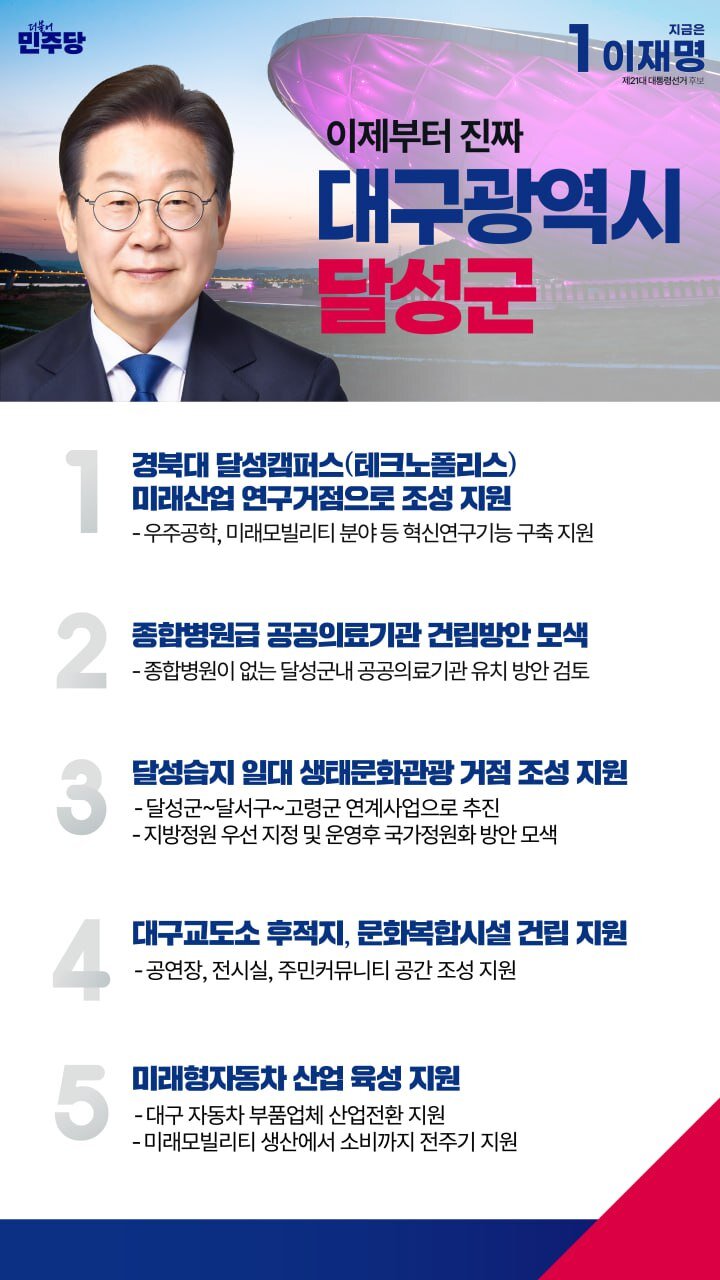 더불어
민주당
지금은
1 이재명
제21대 대통령선거 후보
이제부터 진짜
대구광역시
달성군
1
경북대 달성캠퍼스(테크노폴리스)
미래산업 연구거점으로 조성 지원
- 우주공학, 미래모빌리티 분야 등 혁신연구기능 구축 지원
2
종합병원급 공공의료기관 건립방안 모색
- 종합병원이 없는 달성군내 공공의료기관 유치 방안 검토
3
달성습지 일대 생태문화관광 거점 조성 지원
- 달성군~달서구~고령군 연계사업으로 추진
- 지방정원 우선 지정 및 운영후 국가정원화 방안 모색
4
대구교도소 후적지, 문화복합시설 건립 지원
- 공연장, 전시실, 주민커뮤니티 공간 조성 지원
5
미래형자동차 산업 육성 지원
- 대구 자동차 부품업체 산업전환 지원
- 미래모빌리티 생산에서 소비까지 전주기 지원